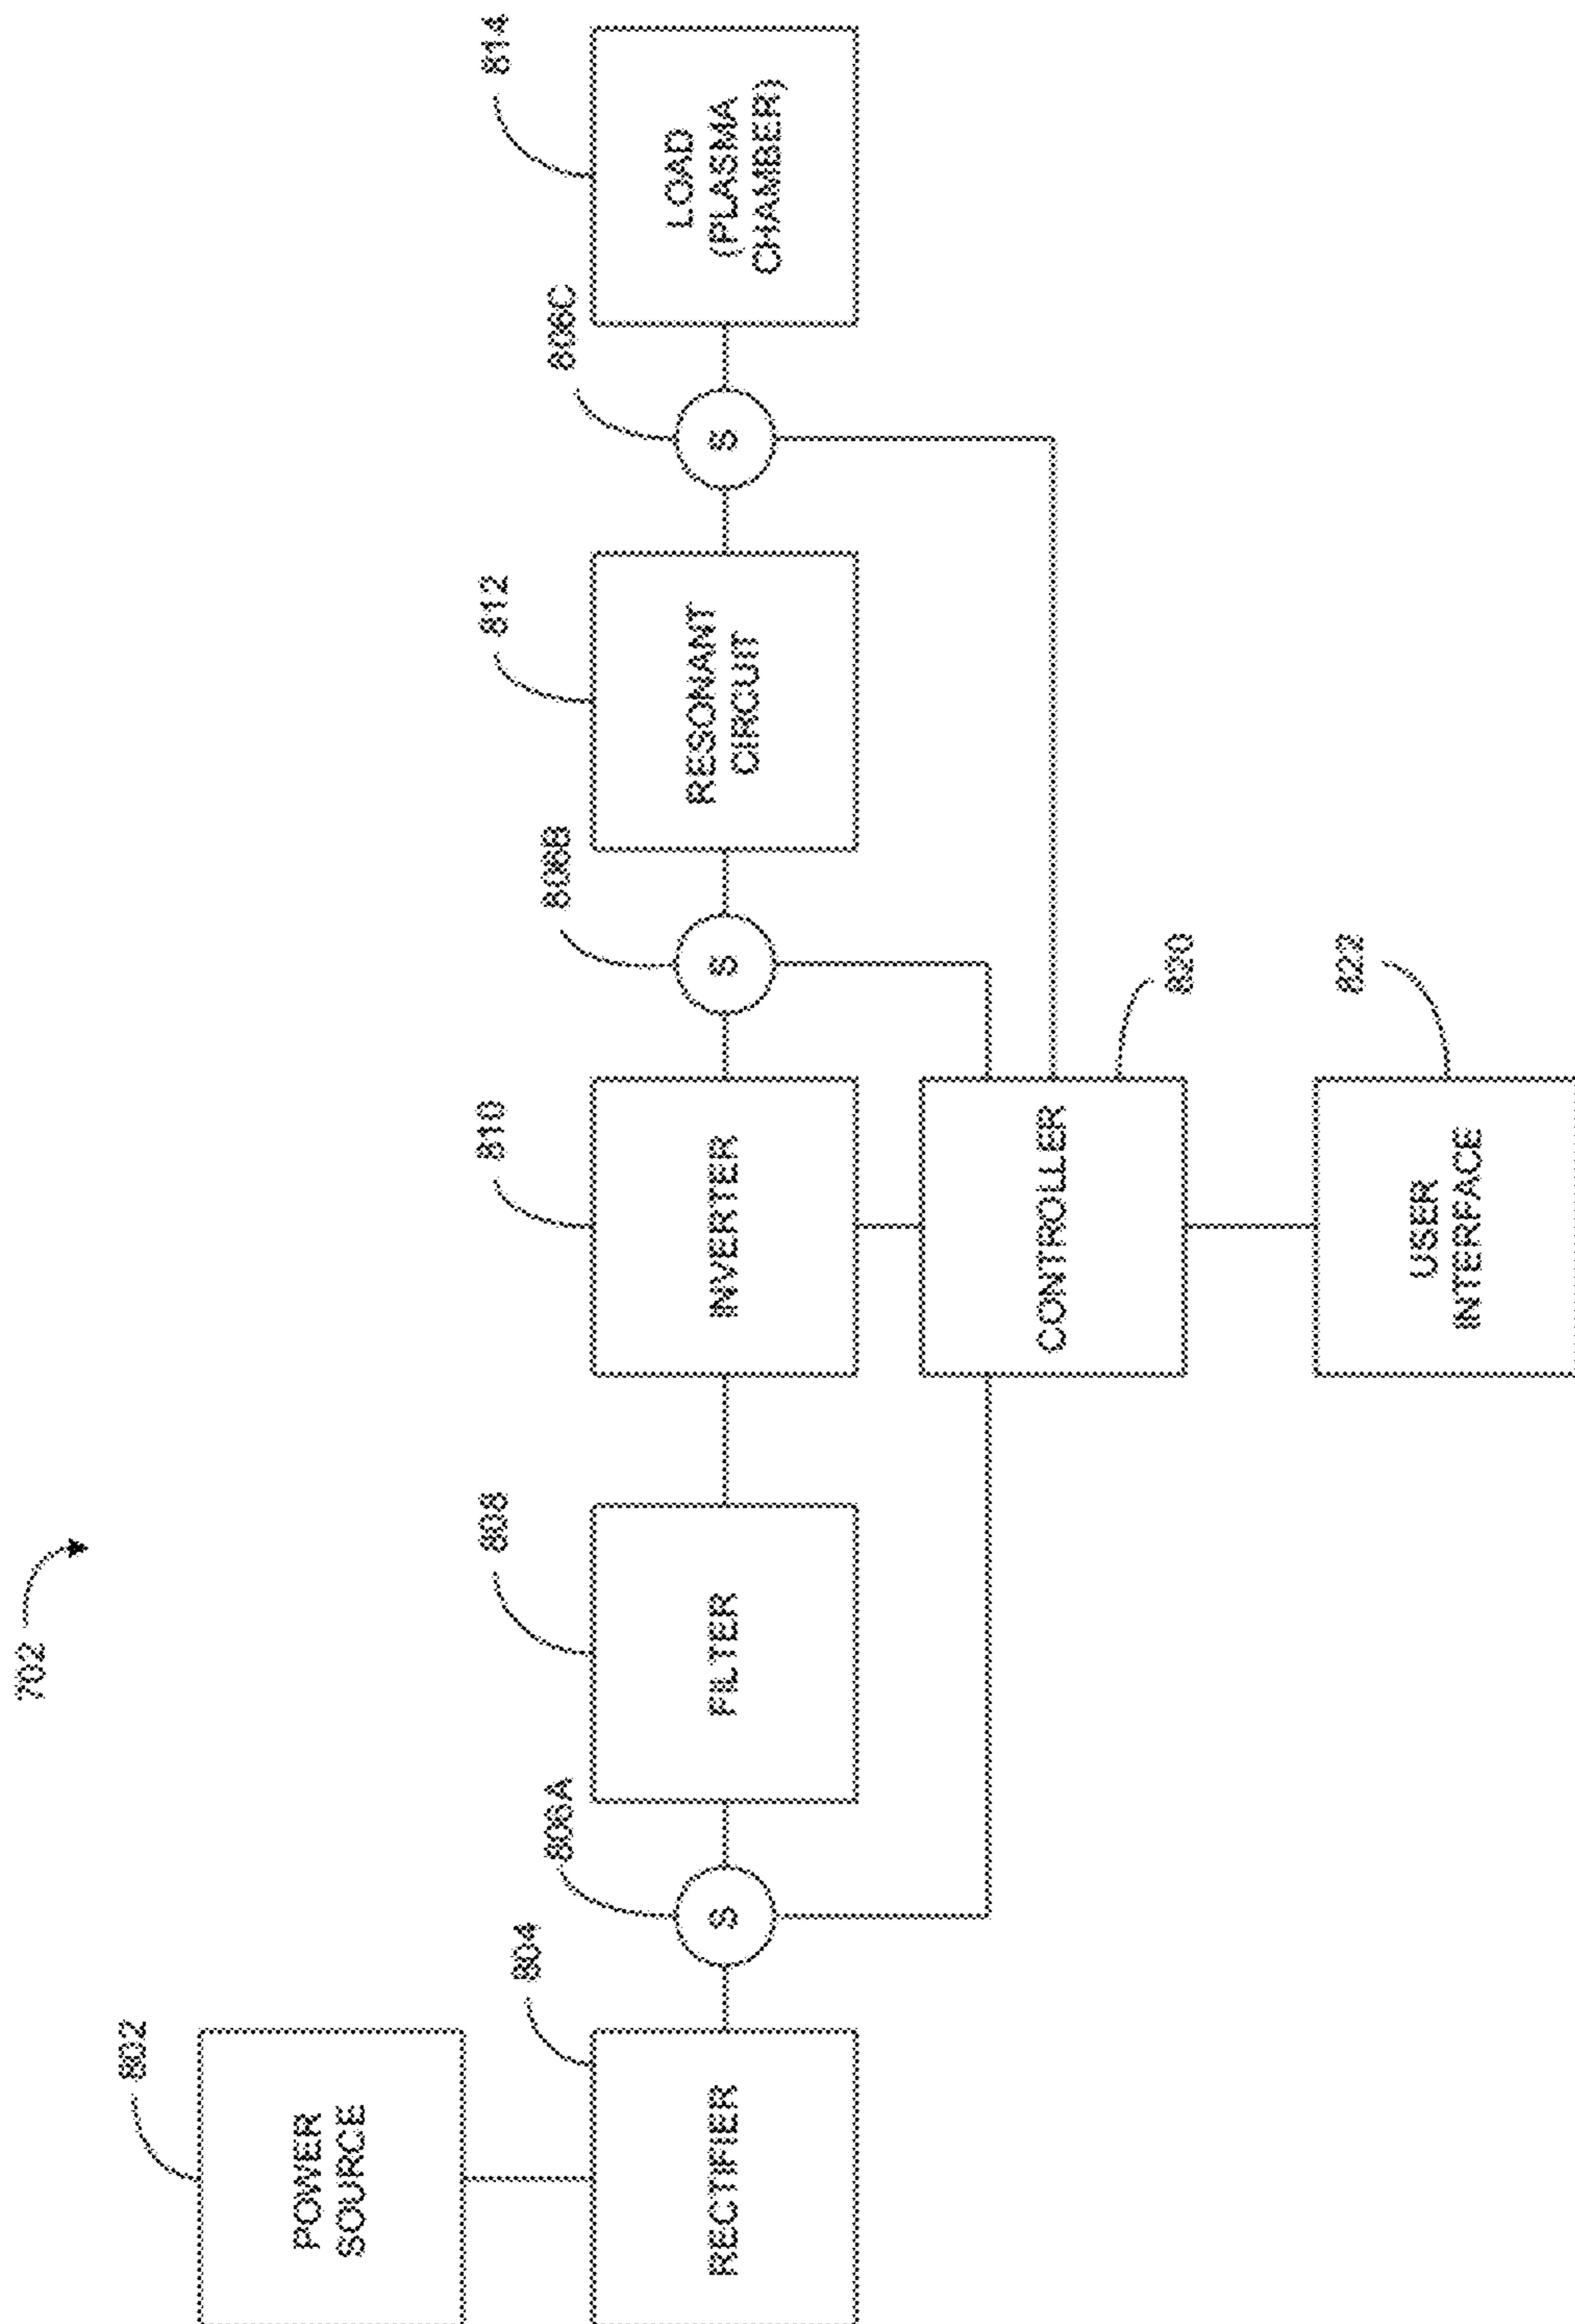 702
802
POWER
SOURCE
804
RECTIFIER
806A
S
808
FILTER
810
INVERTER
806B
S
812
RESONANT
CIRCUIT
806C
S
814
LOAD
(PLASMA
CHAMBER)
CONTROLLER
820
USER
INTERFACE
822